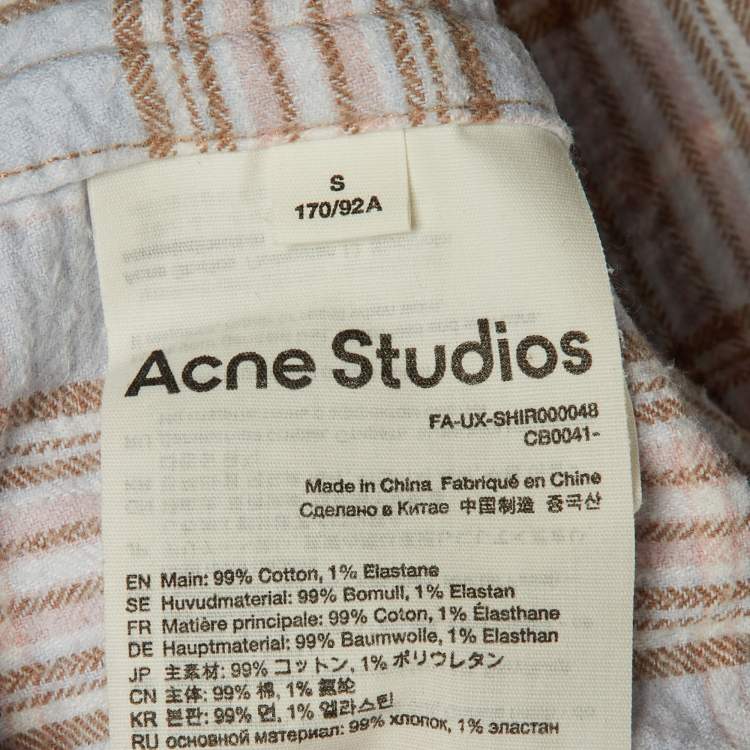 S
170/92A
Acne Studios
FA-UX-SHIR000048
CB0041-
Made in China Fabriqué en Chine
Сделано в Китае 中国制造 중국산
EN Main: 99% Cotton, 1% Elastane
SE Huvudmaterial: 99% Bomull, 1% Elastan
FR Matière principale: 99% Coton, 1% Élasthane
DE Hauptmaterial: 99% Baumwolle, 1% Elasthan
JP 主素材: 99% コットン, 1% ポリウレタン
CN 主体: 99% 棉, 1% 氨纶
KR 본판: 99% 면, 1% 엘라스틴
RU основной материал: 99% хлопок, 1% эластан